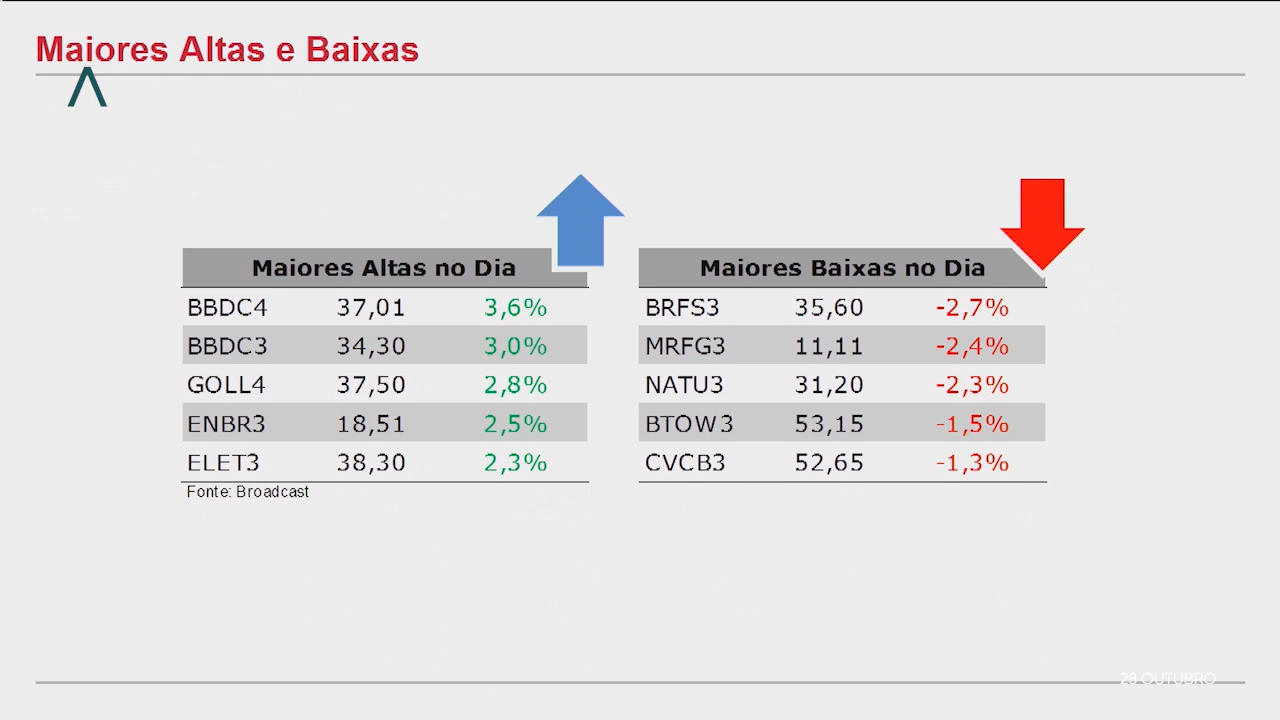 Maiores Altas e Baixas
Maiores Altas no Dia
BBDC4 37,01 3,6%
BBDC3 34,30 3,0%
GOLL4 37,50 2,8%
ENBR3 18,51 2,5%
ELET3 38,30 2,3%
Fonte: Broadcast
Maiores Baixas no Dia
BRFS3 35,60 -2,7%
MRFG3 11,11 -2,4%
NATU3 31,20 -2,3%
BTOW3 53,15 -1,5%
CVCB3 52,65 -1,3%
28 OUTUBRO